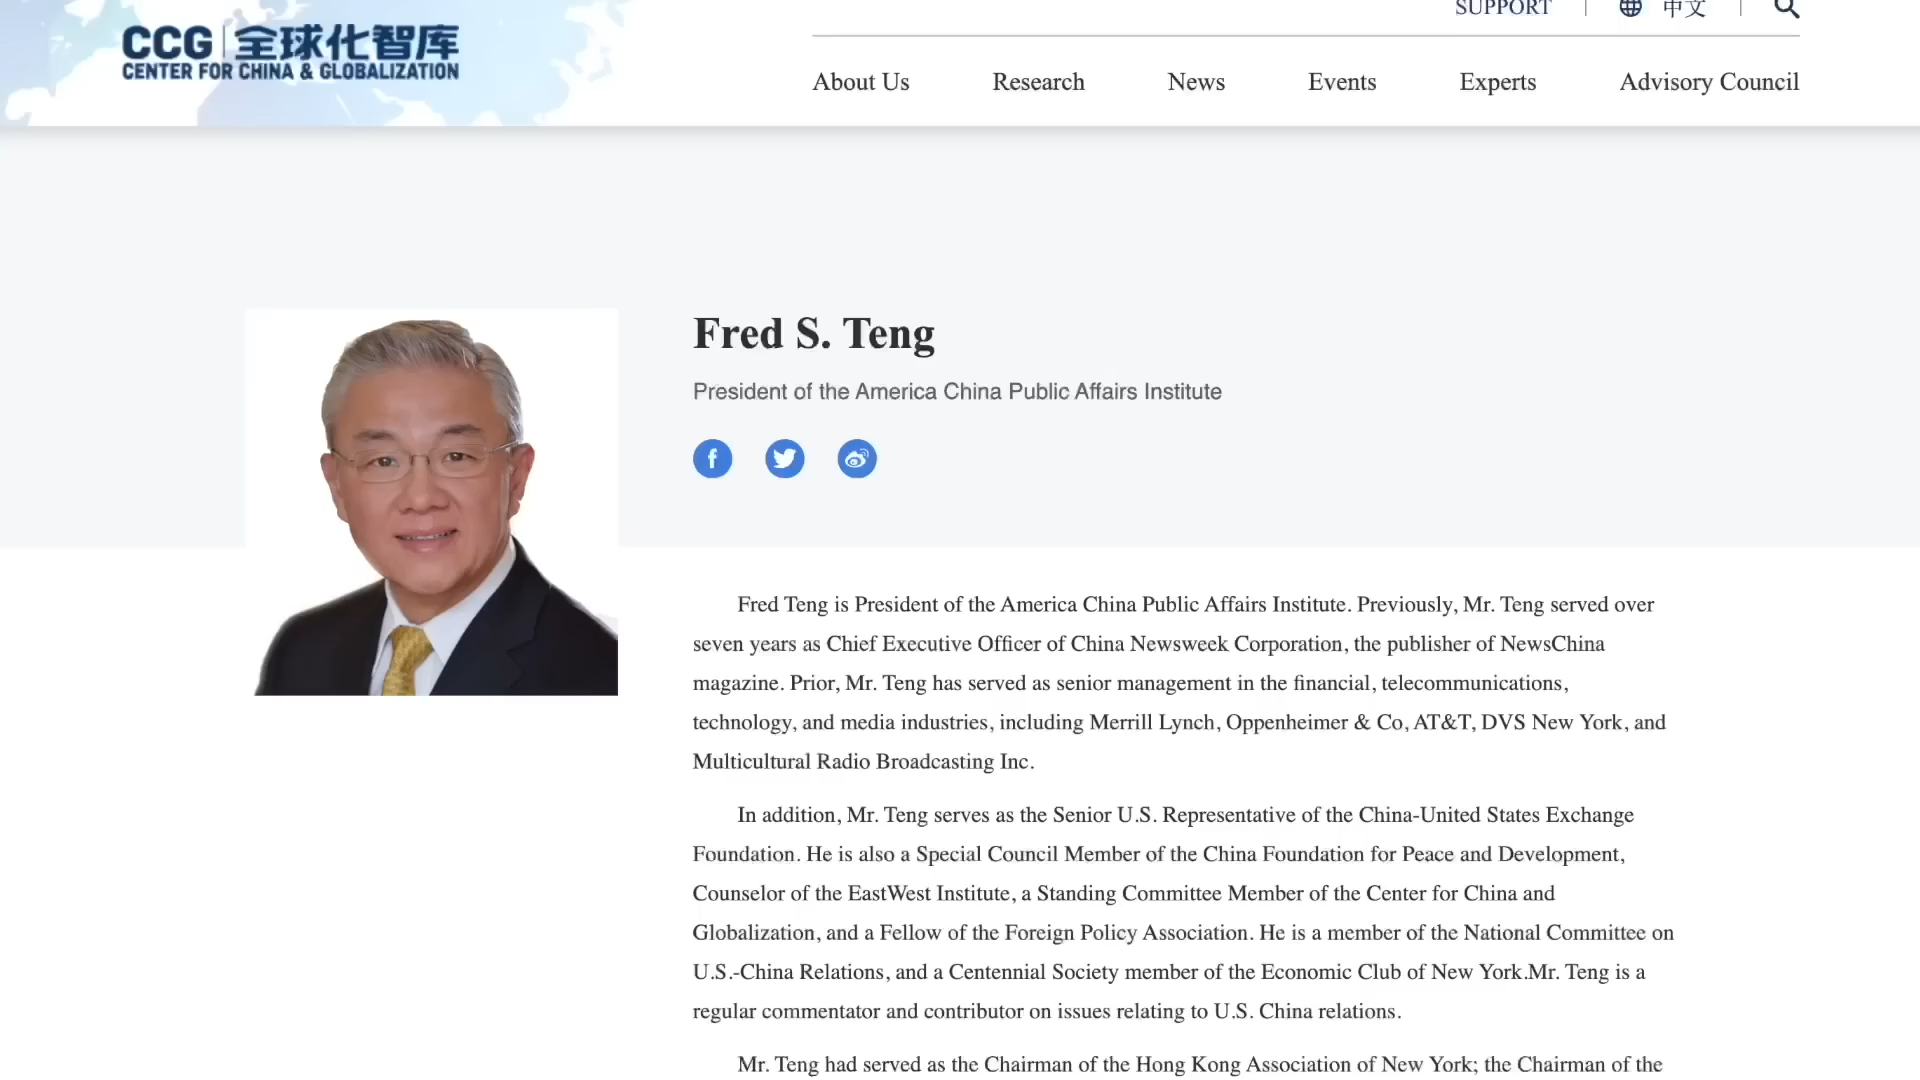 SUPPORT
中文
CCG 全球化智库
CENTER FOR CHINA & GLOBALIZATION
About Us
Research
News
Events
Experts
Advisory Council
Fred S. Teng
President of the America China Public Affairs Institute
Fred Teng is President of the America China Public Affairs Institute. Previously, Mr. Teng served over
seven years as Chief Executive Officer of China Newsweek Corporation, the publisher of NewsChina
magazine. Prior, Mr. Teng has served as senior management in the financial, telecommunications,
technology, and media industries, including Merrill Lynch, Oppenheimer & Co, AT&T, DVS New York, and
Multicultural Radio Broadcasting Inc.
In addition, Mr. Teng serves as the Senior U.S. Representative of the China-United States Exchange
Foundation. He is also a Special Council Member of the China Foundation for Peace and Development,
Counselor of the EastWest Institute, a Standing Committee Member of the Center for China and
Globalization, and a Fellow of the Foreign Policy Association. He is a member of the National Committee on
U.S.-China Relations, and a Centennial Society member of the Economic Club of New York.Mr. Teng is a
regular commentator and contributor on issues relating to U.S. China relations.
Mr. Teng had served as the Chairman of the Hong Kong Association of New York; the Chairman of the